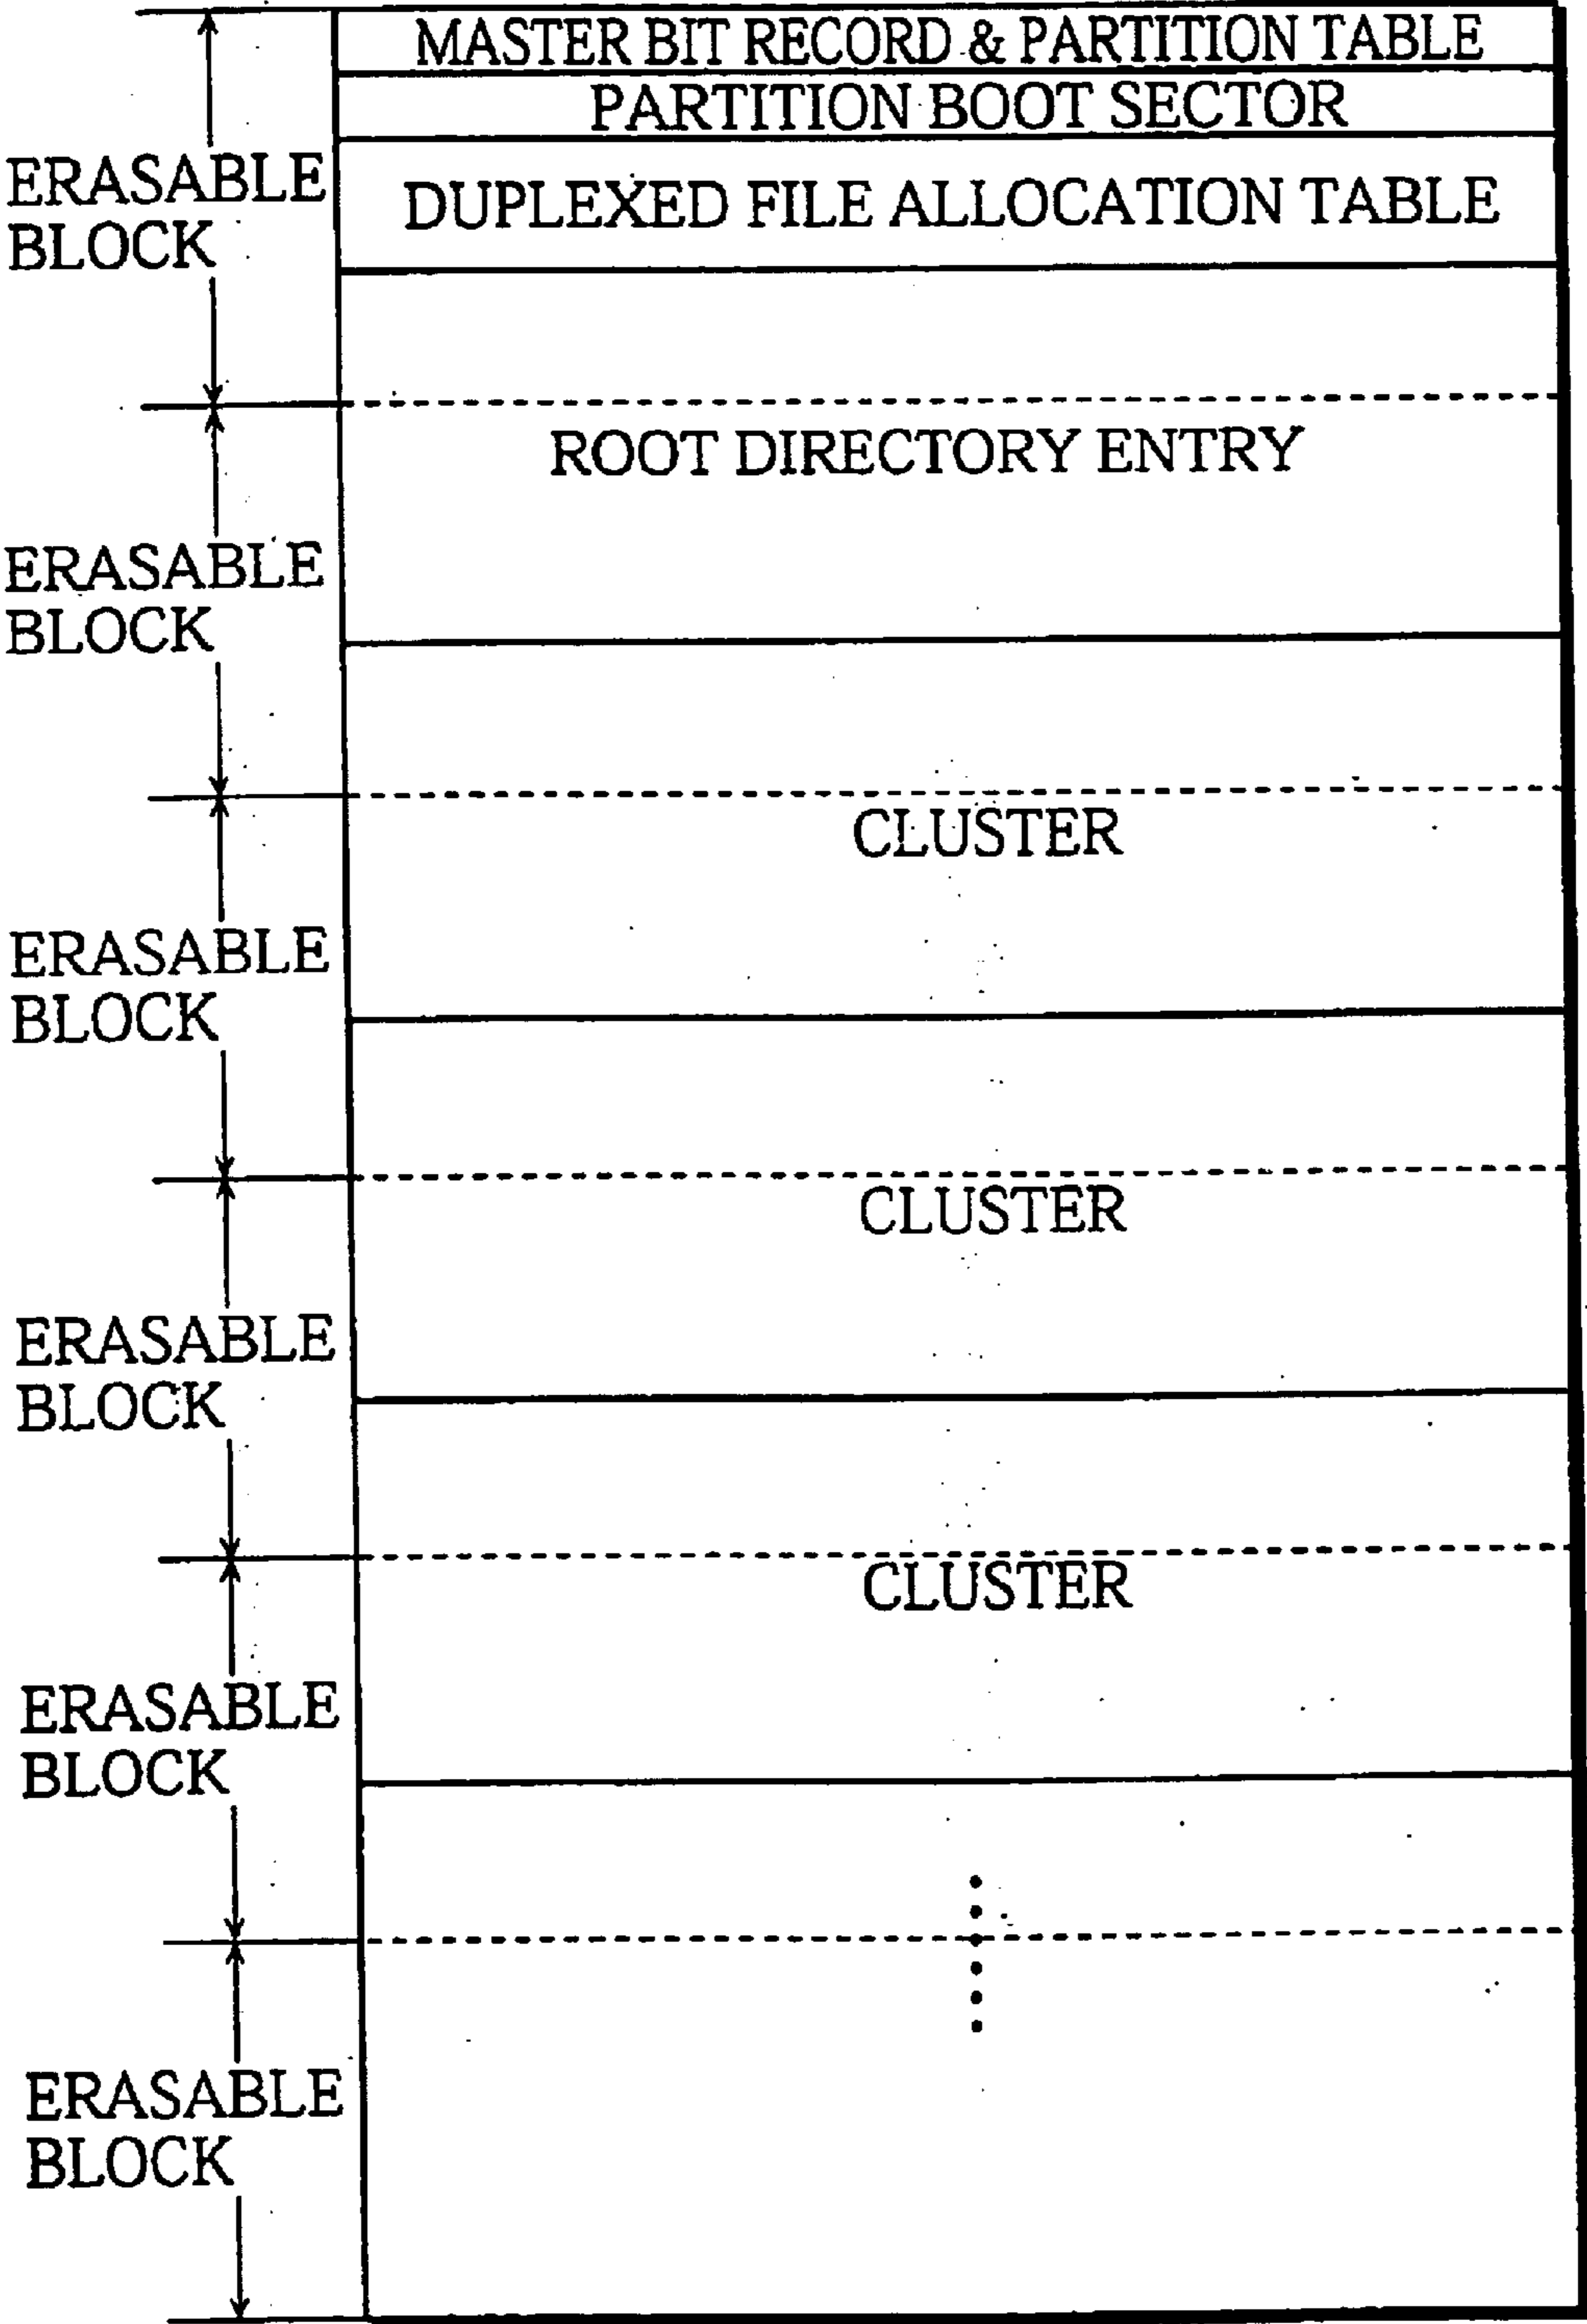 MASTER BIT RECORD & PARTITION TABLE
PARTITION BOOT SECTOR
ERASABLE
BLOCK
DUPLEXED FILE ALLOCATION TABLE
ROOT DIRECTORY ENTRY
ERASABLE
BLOCK
CLUSTER
ERASABLE
BLOCK
CLUSTER
ERASABLE
BLOCK
CLUSTER
ERASABLE
BLOCK
ERASABLE
BLOCK